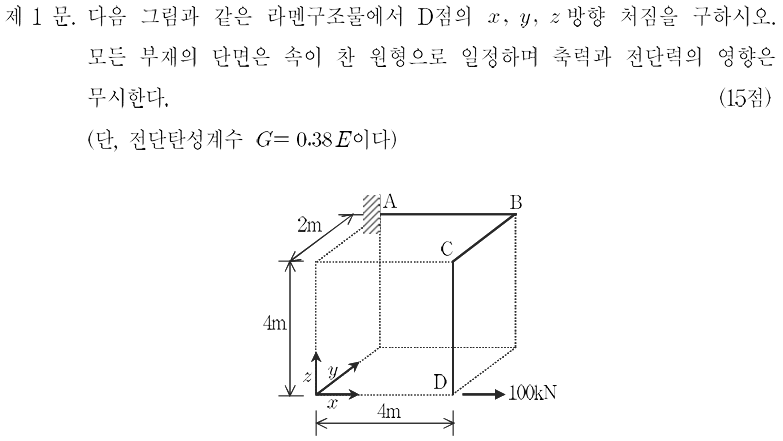 제 1 문. 다음 그림과 같은 라멘구조물에서 D점의 x, y, z 방향 처짐을 구하시오.
모든 부재의 단면은 속이 찬 원형으로 일정하며 축력과 전단력의 영향은
무시한다. (15점)
(단, 전단탄성계수 G= 0.38E이다)
A
B
2m
C
4m
z
y
x
D
100kN
4m